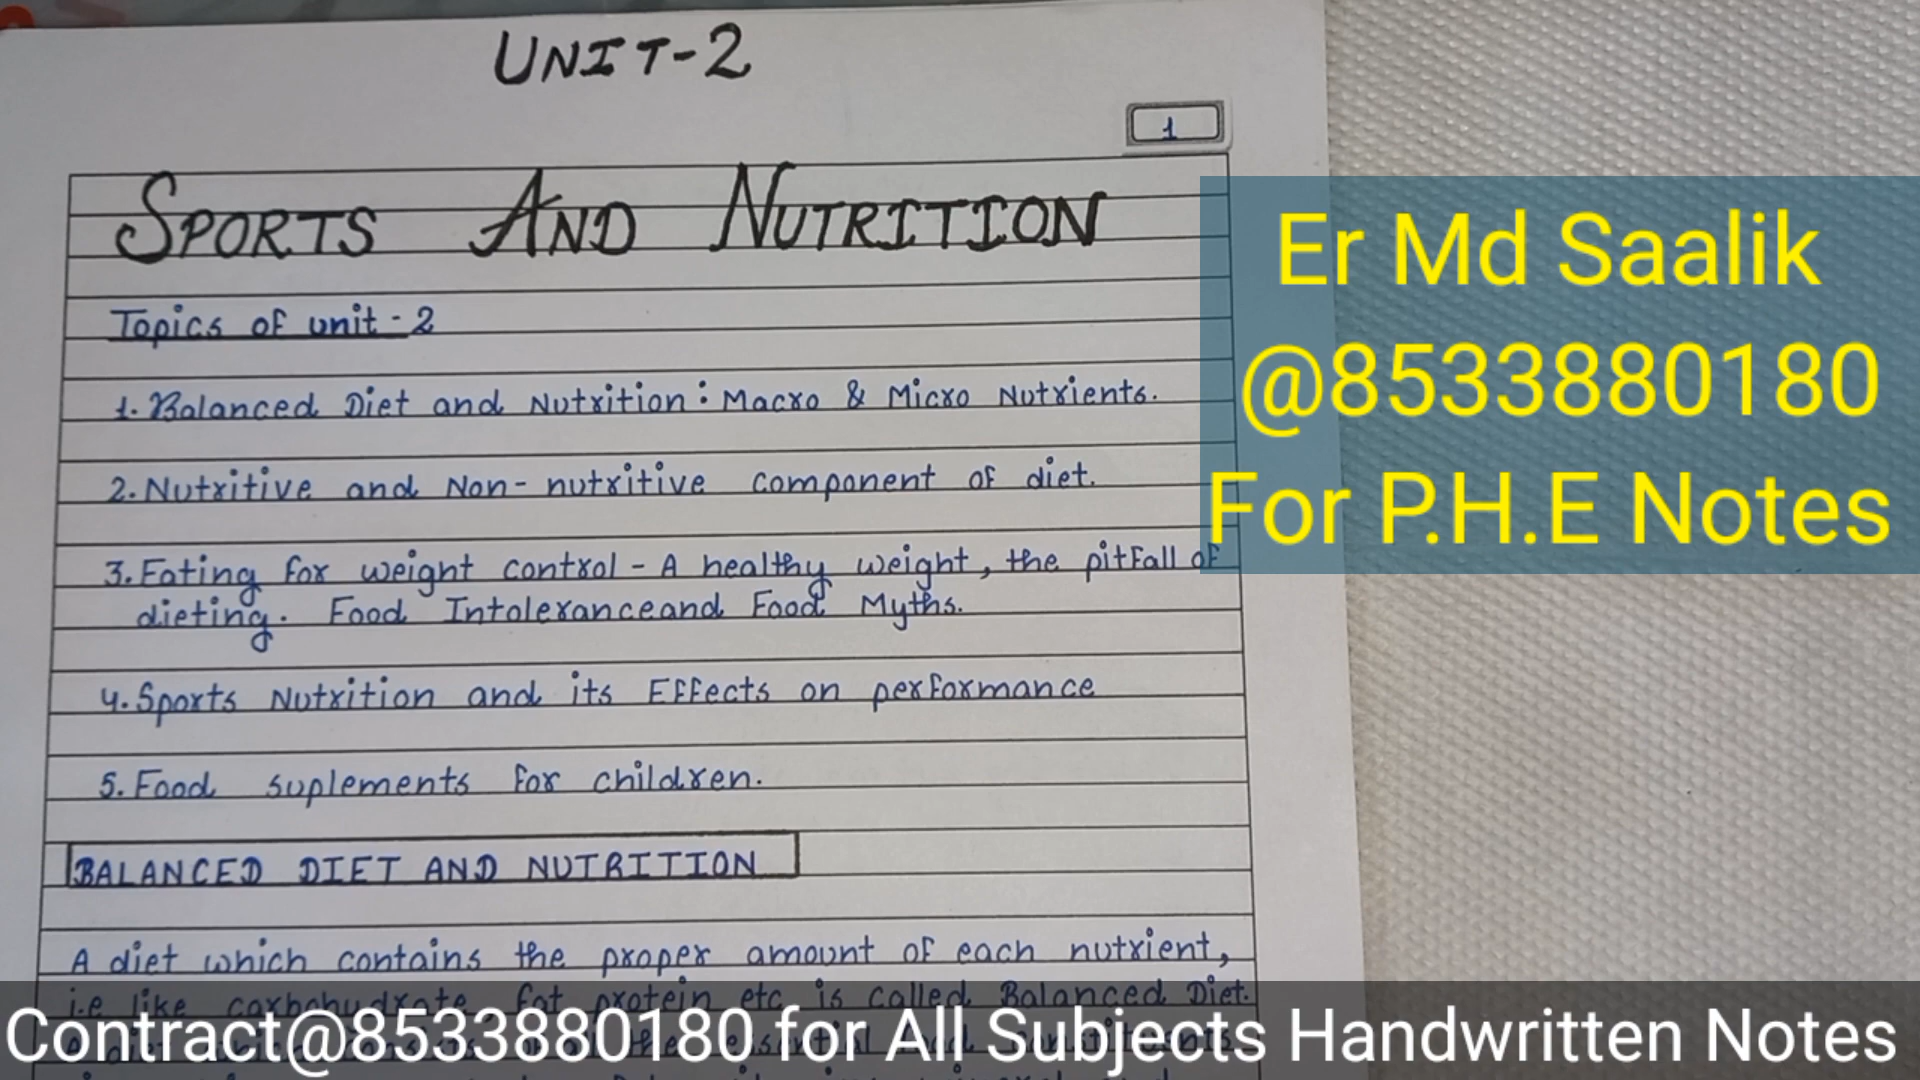 UNIT-2
1
SPORTS AND NUTRITION
Topics of unit - 2
1. Balanced Diet and Nutrition: Macro & Micro Nutrients.
2. Nutritive and Non-nutritive component of diet.
3. Eating for weight control - A healthy weight, the pitfall of
dieting. Food Intoleranceand Food Myths.
4. Sports Nutrition and its Effects on performance
5. Food suplements for children.
BALANCED DIET AND NUTRITION
A diet which contains the proper amount of each nutrient,
i.e like carbohydrate, fat protein etc is called Balanced Diet.
Er Md Saalik
@8533880180
For P.H.E Notes
Contract@8533880180 for All Subjects Handwritten Notes